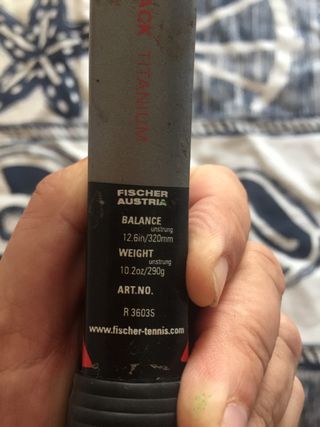 ACK TITANIUM
FISCHER
AUSTRIA
BALANCE
unstrung
12.6in/320mm
WEIGHT
unstrung
10.2oz/290g
ART.NO.
R 36035
www.fischer-tennis.com